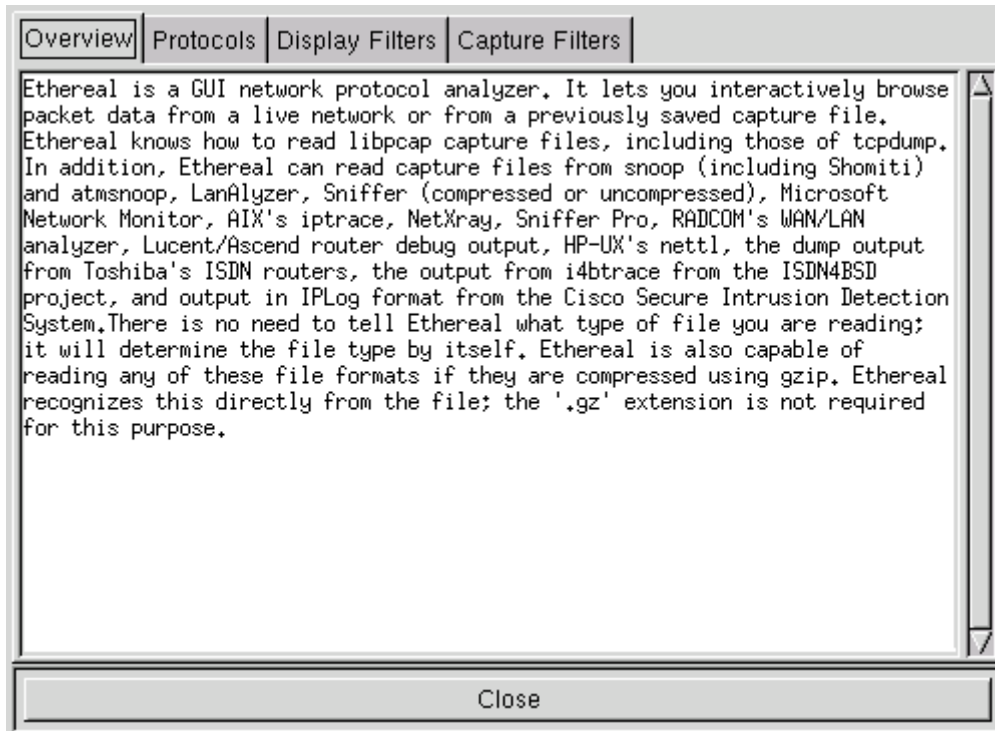 Overview Protocols Display Filters Capture Filters
Ethereal is a GUI network protocol analyzer. It lets you interactively browse
packet data from a live network or from a previously saved capture file.
Ethereal knows how to read libpcap capture files, including those of tcpdump.
In addition, Ethereal can read capture files from snoop (including Shomiti)
and atmsnoop, LanAlyzer, Sniffer (compressed or uncompressed), Microsoft
Network Monitor, AIX's iptrace, NetXray, Sniffer Pro, RADCOM's WAN/LAN
analyzer, Lucent/Ascend router debug output, HP-UX's nettl, the dump output
from Toshiba's ISDN routers, the output from i4btrace from the ISDN4BSD
project, and output in IPLog format from the Cisco Secure Intrusion Detection
System.There is no need to tell Ethereal what type of file you are reading;
it will determine the file type by itself. Ethereal is also capable of
reading any of these file formats if they are compressed using gzip. Ethereal
recognizes this directly from the file; the '.gz' extension is not required
for this purpose.
Close